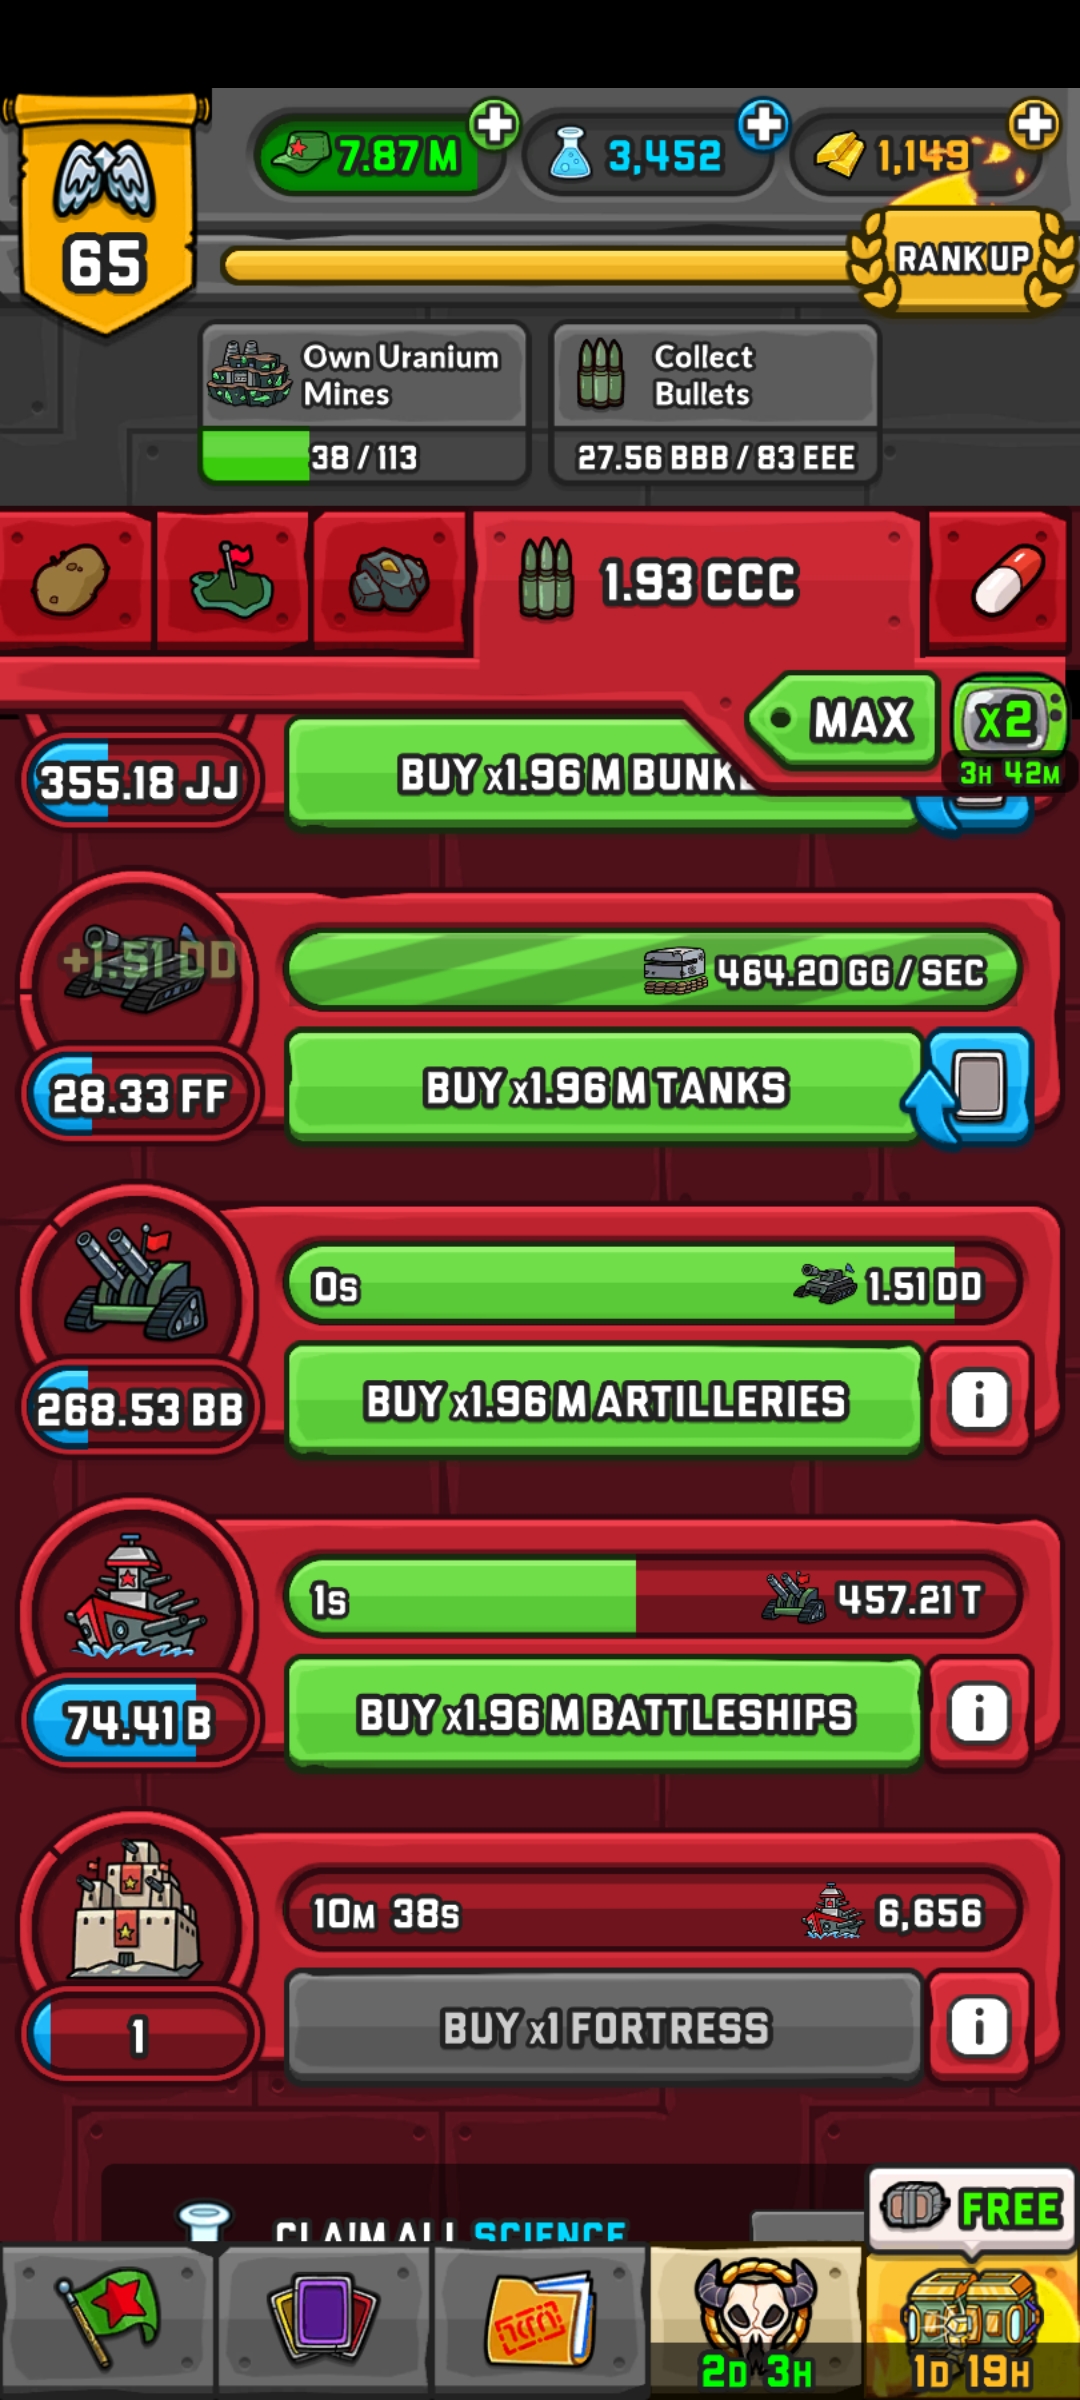 7.87 M
3,452
1,149
65
RANK UP
Own Uranium
Mines
38 / 113
Collect
Bullets
27.56 BBB / 83 EEE
1.93 CCC
MAX
x2
3H 42M
355.18 JJ
BUY x1.96 M
+1.51 DD
464.20 GG / SEC
28.33 FF
BUY x1.96 M TANKS
0s
1.51 DD
268.53 BB
BUY x1.96 M ARTILLERIES
i
1s
457.21 T
74.41 B
BUY x1.96 M BATTLESHIPS
i
10M 38s
6,656
1
BUY x1 FORTRESS
i
CLAIM ALL SCIENCE
FREE
2D 3H
1D 19H